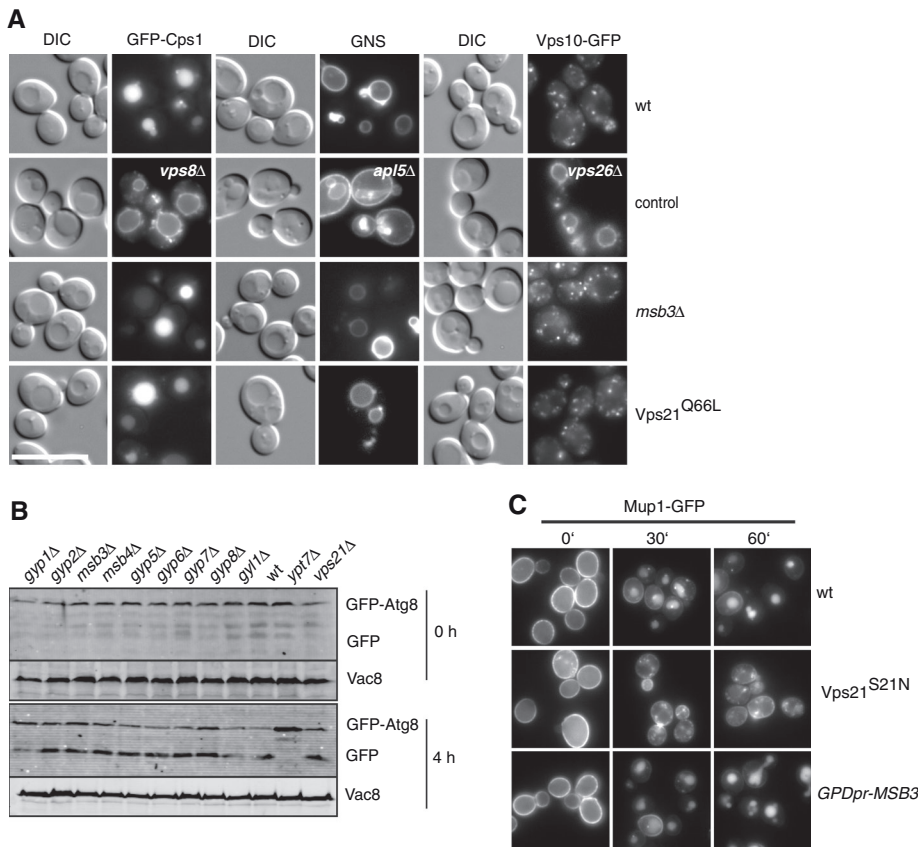 A
DIC GFP-Cps1 DIC GNS DIC Vps10-GFP
wt
vps8Δ apl5Δ vps26Δ
control
msb3Δ
Vps21Q66L
B
gyp1Δ gyp2Δ msb3Δ msb4Δ gyp5Δ gyp6Δ gyp7Δ gyp8Δ gyl1Δ wt ypt7Δ vps21Δ
GFP-Atg8
GFP
0 h
Vac8
GFP-Atg8
GFP
4 h
Vac8
C
Mup1-GFP
0‘ 30‘ 60‘
wt
Vps21S21N
GPDpr-MSB3